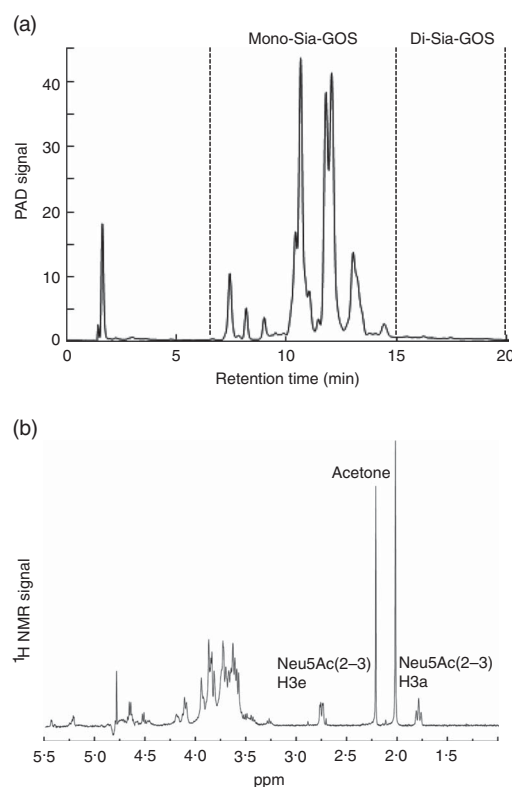 (a)
Mono-Sia-GOS Di-Sia-GOS
40
30
20
10
0
PAD signal
0 5 10 15 20
Retention time (min)
(b)
Acetone
Neu5Ac(2–3)
H3e
Neu5Ac(2–3)
H3a
¹H NMR signal
5·5 5·0 4·5 4·0 3·5 3·0 2·5 2·0 1·5
ppm